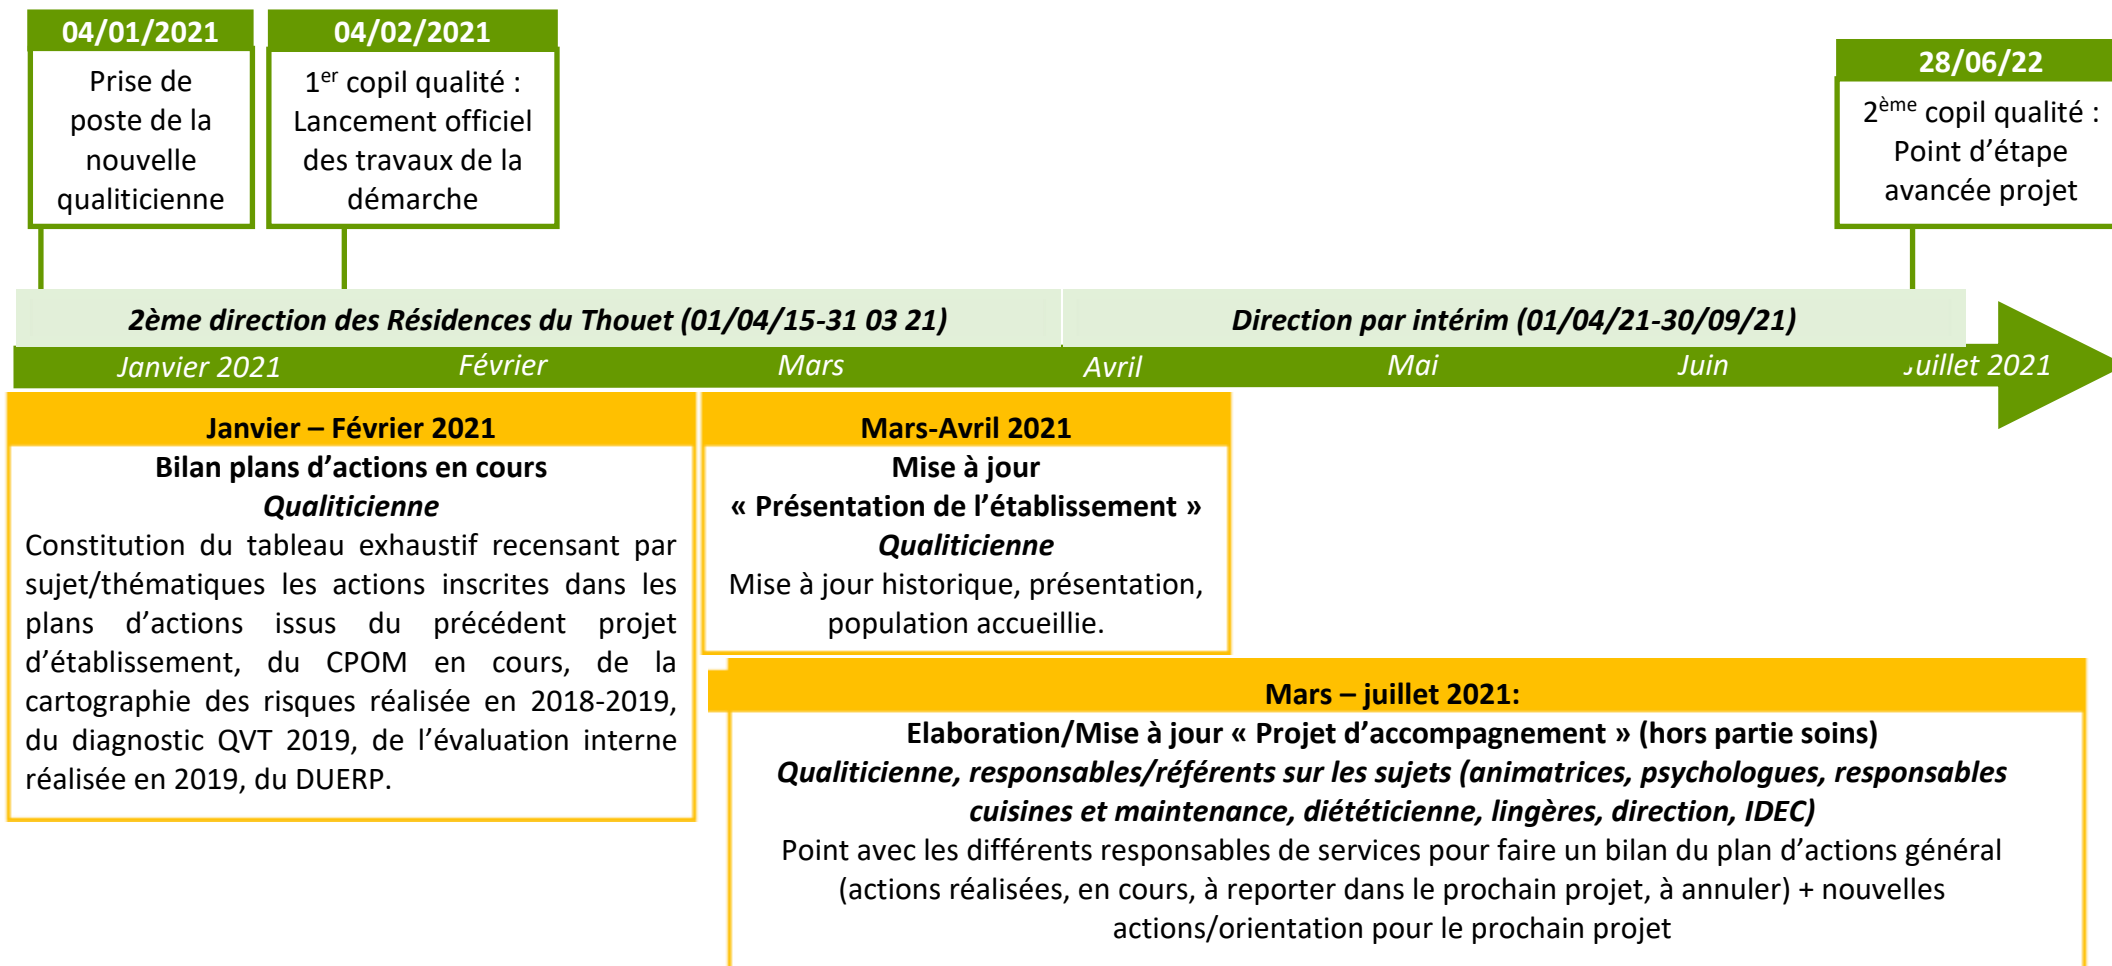 04/01/2021
Prise de
poste de la
nouvelle
qualiticienne
04/02/2021
1er copil qualité :
Lancement officiel
des travaux de la
démarche
28/06/22
2ème copil qualité :
Point d’étape
avancée projet
2ème direction des Résidences du Thouet (01/04/15-31 03 21)
Direction par intérim (01/04/21-30/09/21)
Janvier 2021 Février Mars Avril Mai Juin Juillet 2021
Janvier – Février 2021
Bilan plans d’actions en cours
Qualiticienne
Constitution du tableau exhaustif recensant par
sujet/thématiques les actions inscrites dans les
plans d’actions issus du précédent projet
d’établissement, du CPOM en cours, de la
cartographie des risques réalisée en 2018-2019,
du diagnostic QVT 2019, de l’évaluation interne
réalisée en 2019, du DUERP.
Mars-Avril 2021
Mise à jour
« Présentation de l’établissement »
Qualiticienne
Mise à jour historique, présentation,
population accueillie.
Mars – juillet 2021:
Elaboration/Mise à jour « Projet d’accompagnement » (hors partie soins)
Qualiticienne, responsables/référents sur les sujets (animatrices, psychologues, responsables
cuisines et maintenance, diététicienne, lingères, direction, IDEC)
Point avec les différents responsables de services pour faire un bilan du plan d’actions général
(actions réalisées, en cours, à reporter dans le prochain projet, à annuler) + nouvelles
actions/orientation pour le prochain projet